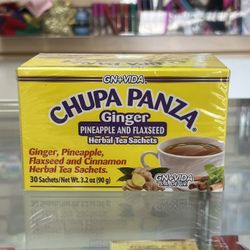 GN+VIDA
CHUPA PANZA
Ginger
PINEAPPLE AND FLAXSEED
Herbal Tea Sachets
Ginger, Pineapple,
Flaxseed and Cinnamon
Herbal Tea Sachets.
30 Sachets/Net Wt. 3.2 oz (90 g)
GN+VIDA